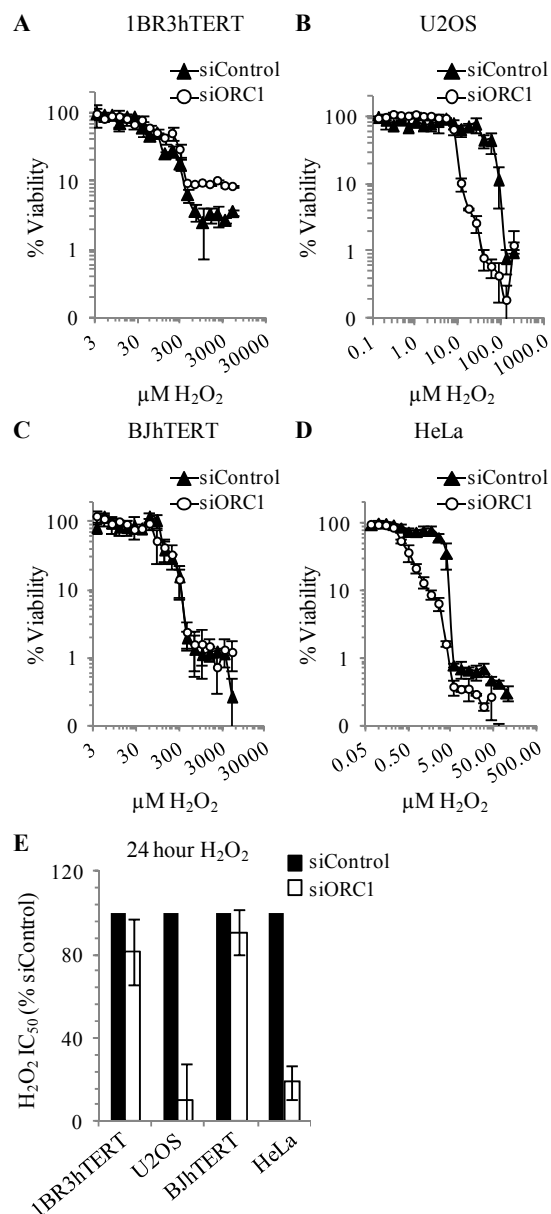 A 1BR3hTERT
siControl
siORC1
% Viability
100
10
1
0
3 30 300 3000 30000
µM H₂O₂
B U2OS
siControl
siORC1
% Viability
100
10
1
0
0.1 1.0 10.0 100.0 1000.0
µM H₂O₂
C BJhTERT
siControl
siORC1
% Viability
100
10
1
0
3 30 300 3000 30000
µM H₂O₂
D HeLa
siControl
siORC1
% Viability
100
10
1
0
0.05 0.50 5.00 50.00 500.00
µM H₂O₂
E 24 hour H₂O₂
siControl
siORC1
H₂O₂ IC₅₀ (% siControl)
120
80
40
0
1BR3hTERT U2OS BJhTERT HeLa